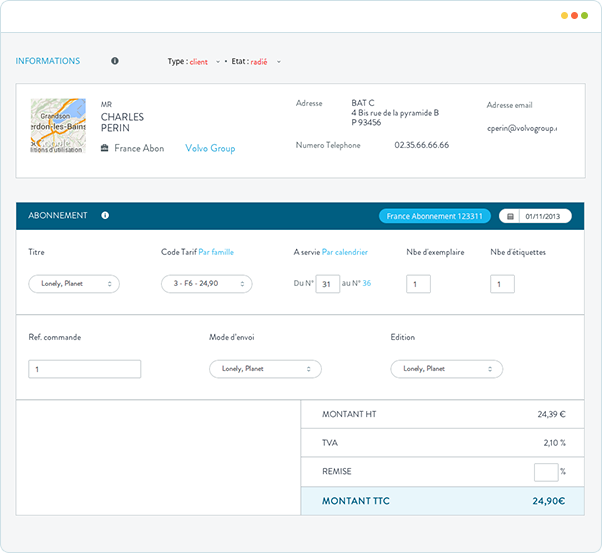 INFORMATIONS
Type : client • Etat : radié
Grandson
erdon-les-Bains
Google
litions d'utilisation
MR
CHARLES
PERIN
France Abon Volvo Group
Adresse
BAT C
4 Bis rue de la pyramide B
P 93456
Numero Telephone 02.35.66.66.66
Adresse email
cperin@volvogroup.
ABONNEMENT
France Abonnement 123311
01/11/2013
Titre
Code Tarif Par famille
A servie Par calendrier
Nbe d'exemplaire
Nbe d'étiquettes
Lonely, Planet
3 - F6 - 24,90
Du N° 31 au N° 36
1
1
Ref. commande
Mode d'envoi
Edition
1
Lonely, Planet
Lonely, Planet
MONTANT HT 24,39 €
TVA 2,10 %
REMISE %
MONTANT TTC 24,90€